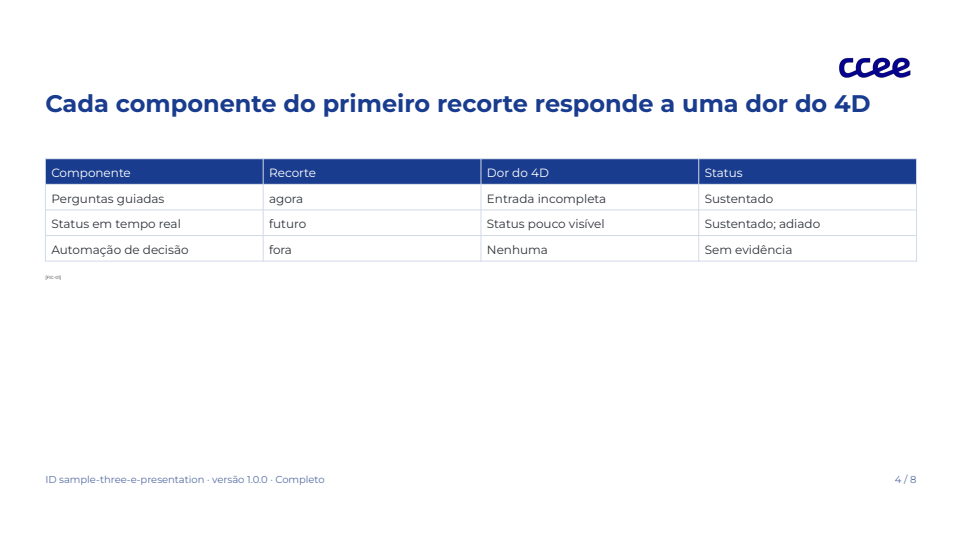 ccee
Cada componente do primeiro recorte responde a uma dor do 4D
Componente Recorte Dor do 4D Status
Perguntas guiadas agora Entrada incompleta Sustentado
Status em tempo real futuro Status pouco visível Sustentado; adiado
Automação de decisão fora Nenhuma Sem evidência
ID sample-three-e-presentation · versão 1.0.0 · Completo 4 / 8